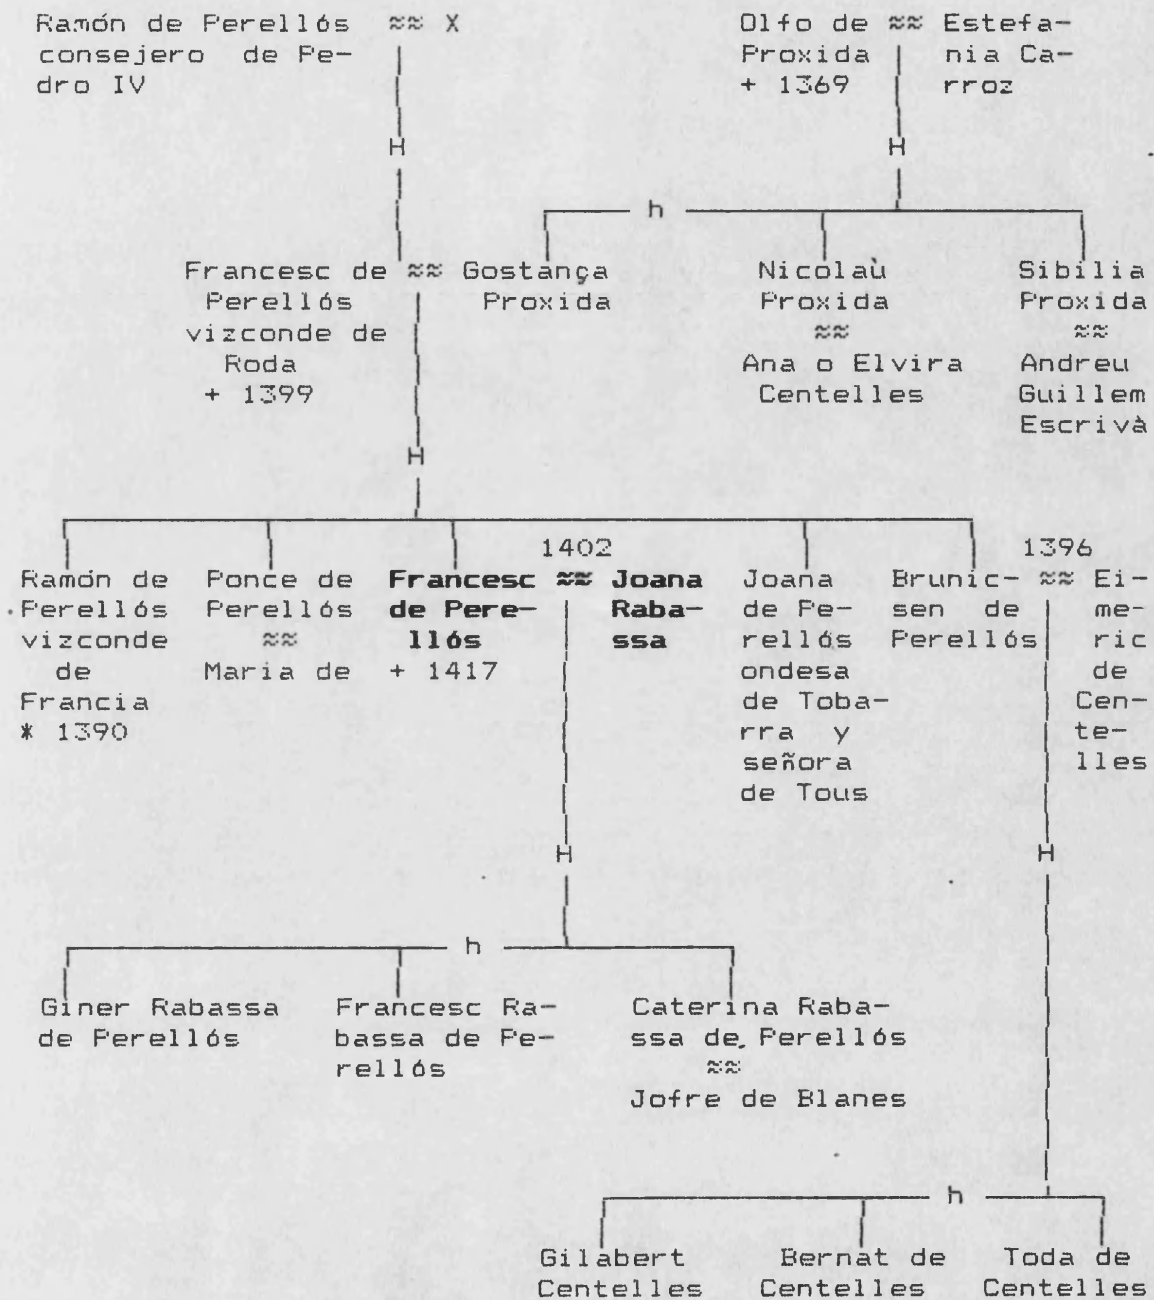 Ramón de Perellós ≈≈ X
consejero de Pe-
dro IV
Olfo de ≈≈ Estefa-
Proxida nia Ca-
+ 1369 rroz
H
H
h
Francesc de ≈≈ Gostança
Perellós Proxida
vizconde de
Roda
+ 1399
Nicolaù
Proxida
≈≈
Ana o Elvira
Centelles
Sibilia
Proxida
≈≈
Andreu
Guillem
Escrivà
H
Ramón de
Perellós
vizconde
de
Francia
* 1390
Ponce de
Perellós
≈≈
Maria de
1402
Francesc ≈≈ Joana
de Pere- Raba-
llós ssa
+ 1417
Joana
de Pe-
rellós
ondesa
de Toba-
rra y
señora
de Tous
1396
Brunic- ≈≈ Ei-
sen de me-
Perellós ric
de
Cen-
te-
lles
H
H
h
Giner Rabassa
de Perellós
Francesc Ra-
bassa de Pe-
rellós
Caterina Raba-
ssa de Perellós
≈≈
Jofre de Blanes
h
Gilabert
Centelles
Bernat de
Centelles
Toda de
Centelles